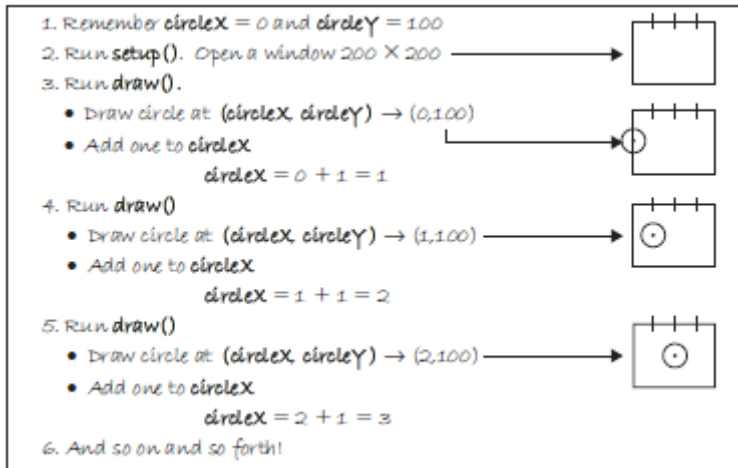 1. Remember circleX = 0 and circleY = 100
2. Run setup(). Open a window 200 × 200
3. Run draw().
• Draw circle at (circleX, circleY) → (0,100)
• Add one to circleX
circleX = 0 + 1 = 1
4. Run draw()
• Draw circle at (circleX, circleY) → (1,100)
• Add one to circleX
circleX = 1 + 1 = 2
5. Run draw()
• Draw circle at (circleX, circleY) → (2,100)
• Add one to circleX
circleX = 2 + 1 = 3
6. And so on and so forth!